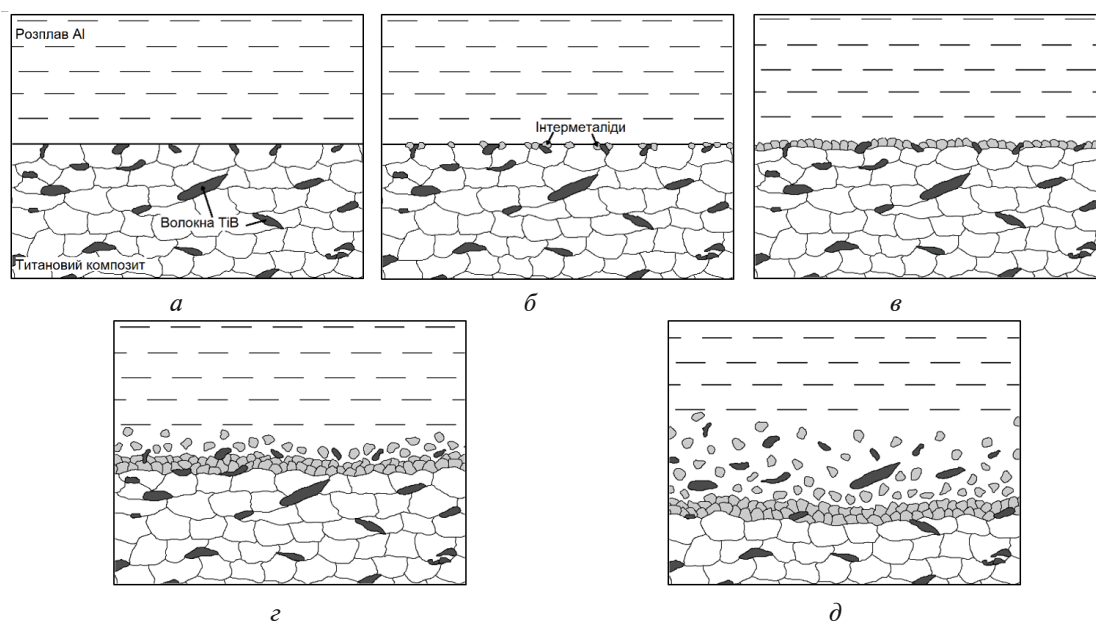 Розплав Al
Волокна TiB
Титановий композит
а
Інтерметаліди
б
в
г
д